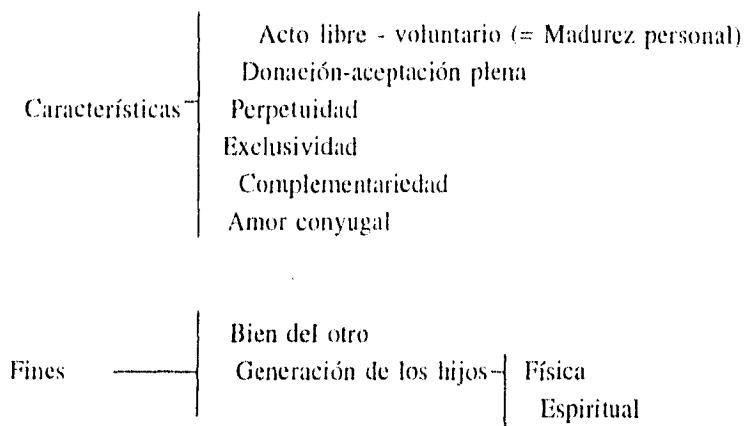 Acto libre - voluntario (= Madurez personal)
Donación-aceptación plena
Características Perpetuidad
Exclusividad
Complementariedad
Amor conyugal
Bien del otro
Fines Generación de los hijos Física
Espiritual